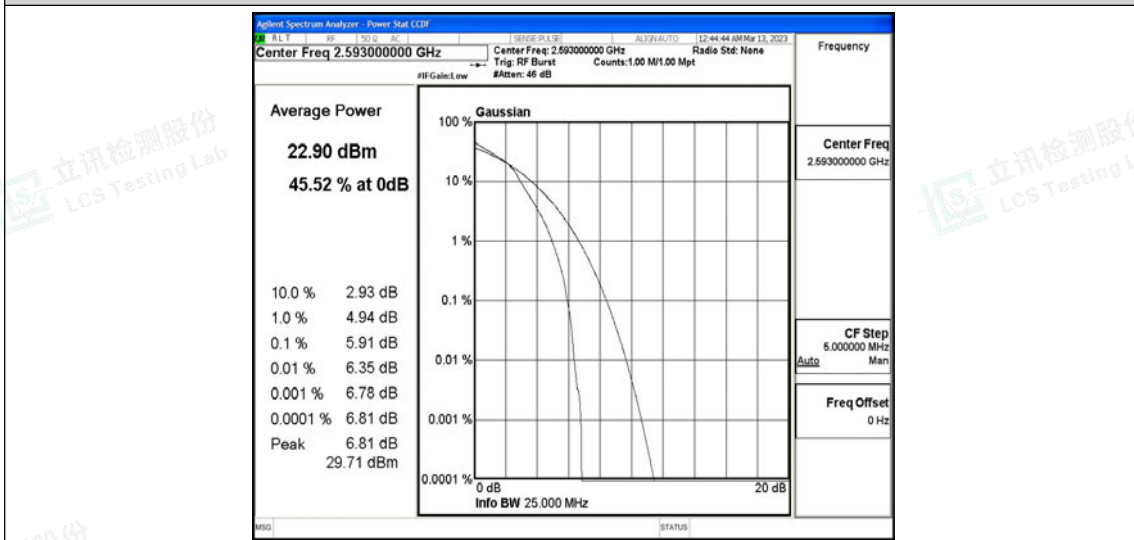 Agilent Spectrum Analyzer - Power Stat CCDF
RLT RF 50 Ω AC SENSE:PULSE ALIGN AUTO 12:44:44 AM Mar 13, 2023
Center Freq 2.593000000 GHz
Center Freq: 2.593000000 GHz Radio Std: None
Trig: RF Burst Counts:1.00 M/1.00 Mpt
#IFGain:Low #Atten: 46 dB
Frequency
Average Power
22.90 dBm
45.52 % at 0dB
10.0 % 2.93 dB
1.0 % 4.94 dB
0.1 % 5.91 dB
0.01 % 6.35 dB
0.001 % 6.78 dB
0.0001 % 6.81 dB
Peak 6.81 dB
29.71 dBm
Gaussian
100 %
10 %
1 %
0.1 %
0.01 %
0.001 %
0.0001 %
0 dB 20 dB
Info BW 25.000 MHz
Center Freq
2.593000000 GHz
CF Step
5.000000 MHz
Auto Man
Freq Offset
0 Hz
MSG STATUS
立讯检测股份
LCS Testing Lab
立讯检测股份
LCS Testing L